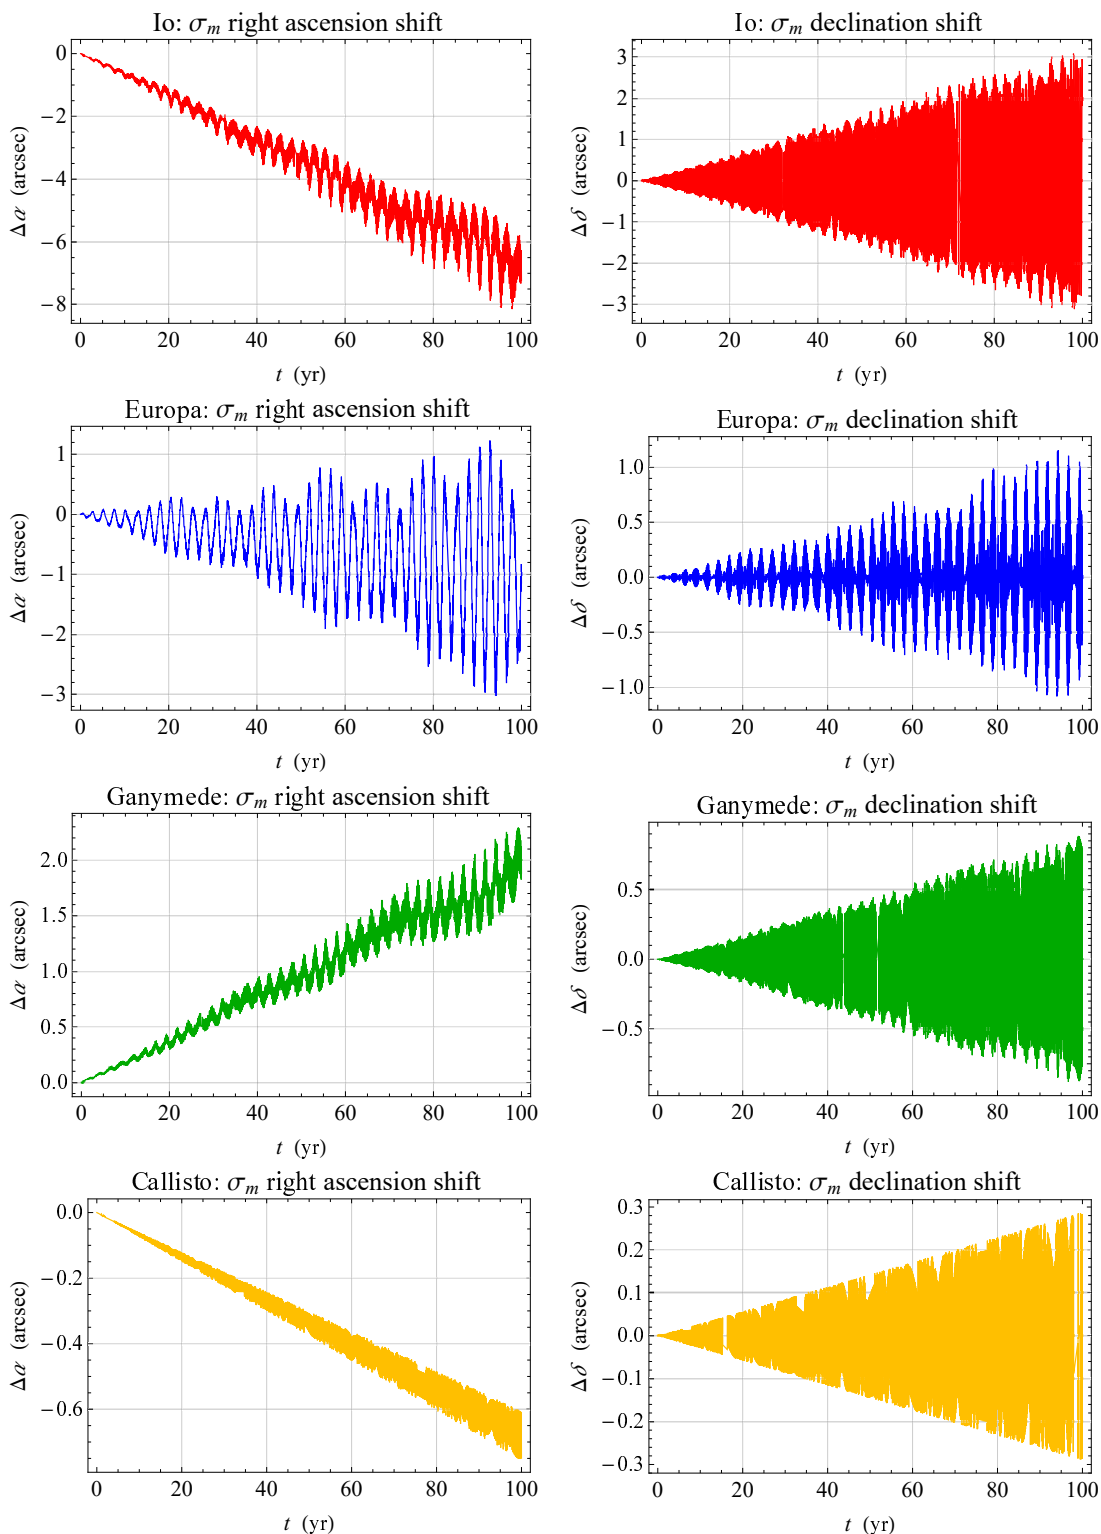 Io: σm right ascension shift
0
−2
−4
−6
−8
Δα (arcsec)
0 20 40 60 80 100
t (yr)
Io: σm declination shift
3
2
1
0
−1
−2
−3
Δδ (arcsec)
0 20 40 60 80 100
t (yr)
Europa: σm right ascension shift
1
0
−1
−2
−3
Δα (arcsec)
0 20 40 60 80 100
t (yr)
Europa: σm declination shift
1.0
0.5
0.0
−0.5
−1.0
Δδ (arcsec)
0 20 40 60 80 100
t (yr)
Ganymede: σm right ascension shift
2.0
1.5
1.0
0.5
0.0
Δα (arcsec)
0 20 40 60 80 100
t (yr)
Ganymede: σm declination shift
0.5
0.0
−0.5
Δδ (arcsec)
0 20 40 60 80 100
t (yr)
Callisto: σm right ascension shift
0.0
−0.2
−0.4
−0.6
Δα (arcsec)
0 20 40 60 80 100
t (yr)
Callisto: σm declination shift
0.3
0.2
0.1
0.0
−0.1
−0.2
−0.3
Δδ (arcsec)
0 20 40 60 80 100
t (yr)